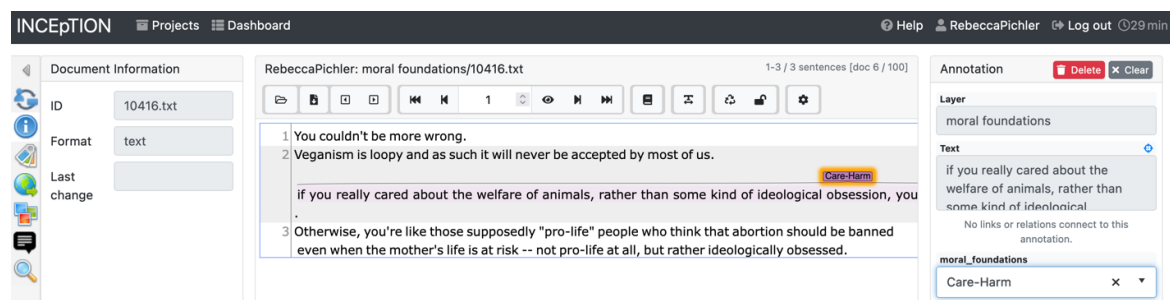 INCEpTION Projects Dashboard Help RebeccaPichler Log out 29 min
Document Information
ID 10416.txt
Format text
Last
change
RebeccaPichler: moral foundations/10416.txt 1-3 / 3 sentences [doc 6 / 100]
1
1 You couldn't be more wrong.
2 Veganism is loopy and as such it will never be accepted by most of us.
Care-Harm
if you really cared about the welfare of animals, rather than some kind of ideological obsession, you
.
3 Otherwise, you're like those supposedly "pro-life" people who think that abortion should be banned
even when the mother's life is at risk -- not pro-life at all, but rather ideologically obsessed.
Annotation Delete Clear
Layer
moral foundations
Text
if you really cared about the
welfare of animals, rather than
some kind of ideological
No links or relations connect to this
annotation.
moral_foundations
Care-Harm